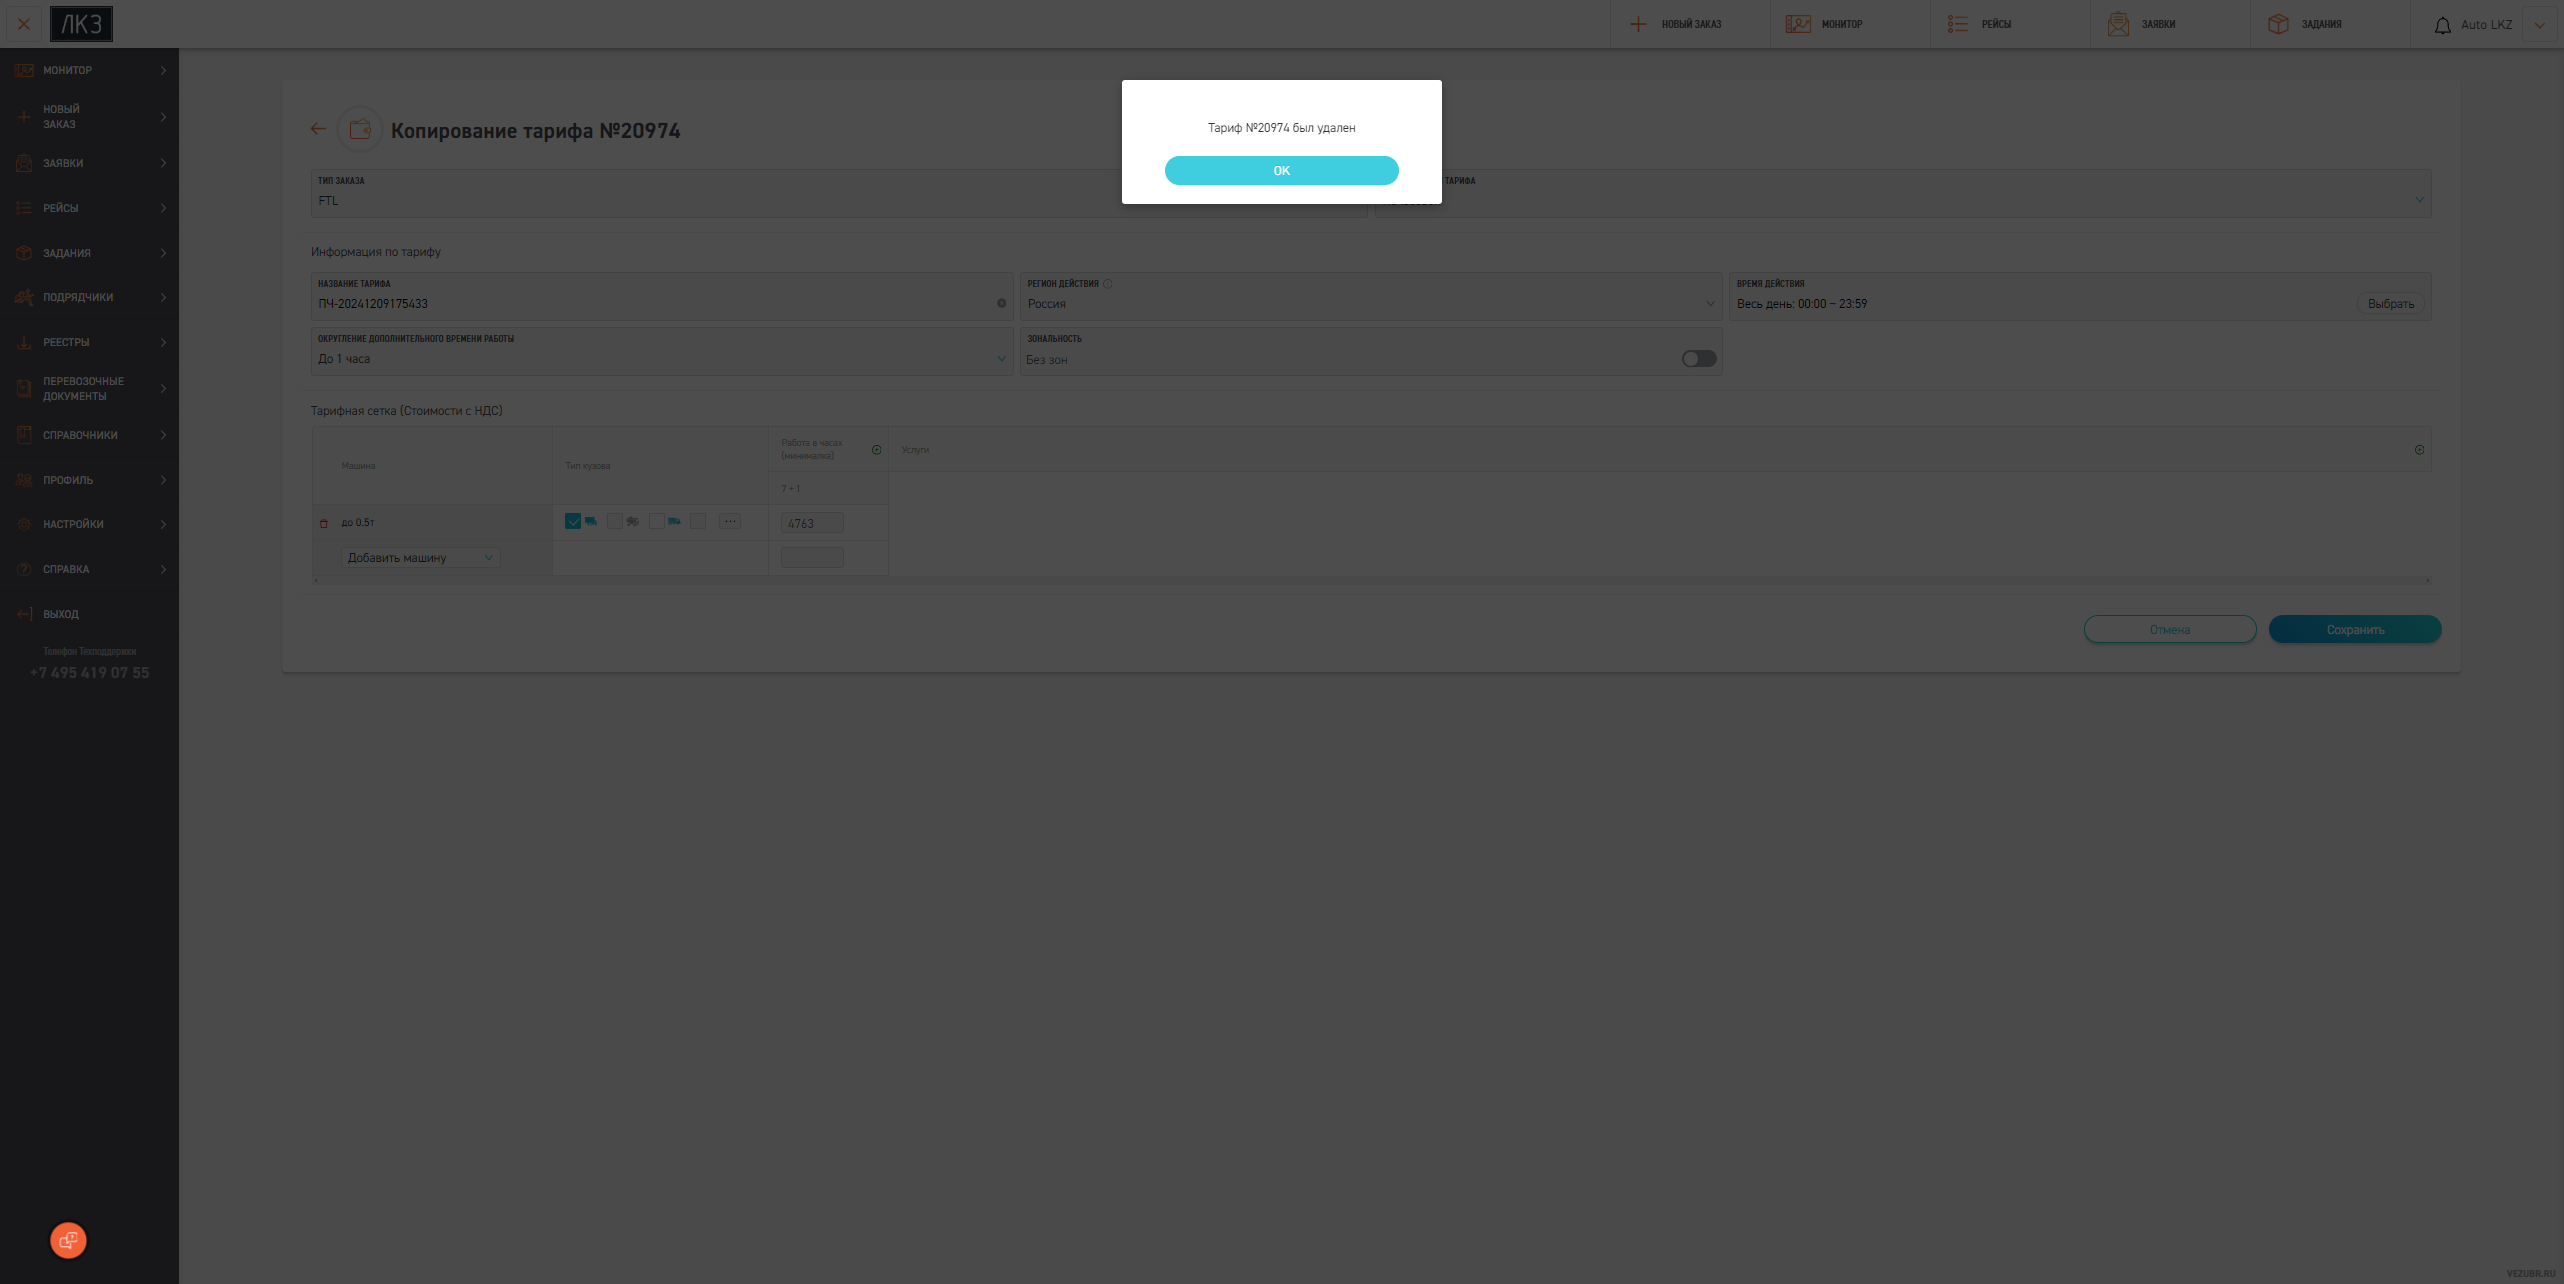 ЛКЗ
НОВЫЙ ЗАКАЗ
МОНИТОР
РЕЙСЫ
ЗАЯВКИ
ЗАДАНИЯ
Auto LKZ
МОНИТОР
НОВЫЙ
ЗАКАЗ
ЗАЯВКИ
РЕЙСЫ
ЗАДАНИЯ
ПОДРЯДЧИКИ
РЕЕСТРЫ
ПЕРЕВОЗОЧНЫЕ
ДОКУМЕНТЫ
СПРАВОЧНИКИ
ПРОФИЛЬ
НАСТРОЙКИ
СПРАВКА
ВЫХОД
Телефон Техподдержки
+7 495 419 07 55
Тариф №20974 был удален
ОК
Копирование тарифа №20974
ТИП ЗАКАЗА
FTL
ТАРИФА
Информация по тарифу
НАЗВАНИЕ ТАРИФА
ПЧ-20241209175433
РЕГИОН ДЕЙСТВИЯ
Россия
ВРЕМЯ ДЕЙСТВИЯ
Весь день: 00:00 – 23:59
Выбрать
ОКРУГЛЕНИЕ ДОПОЛНИТЕЛЬНОГО ВРЕМЕНИ РАБОТЫ
До 1 часа
ЗОНАЛЬНОСТЬ
Без зон
Тарифная сетка (Стоимости с НДС)
Машина
Тип кузова
Работа в часах
(минималка)
Услуги
7 + 1
до 0.5т
4763
Добавить машину
Отмена
Сохранить
VEZUBR.RU